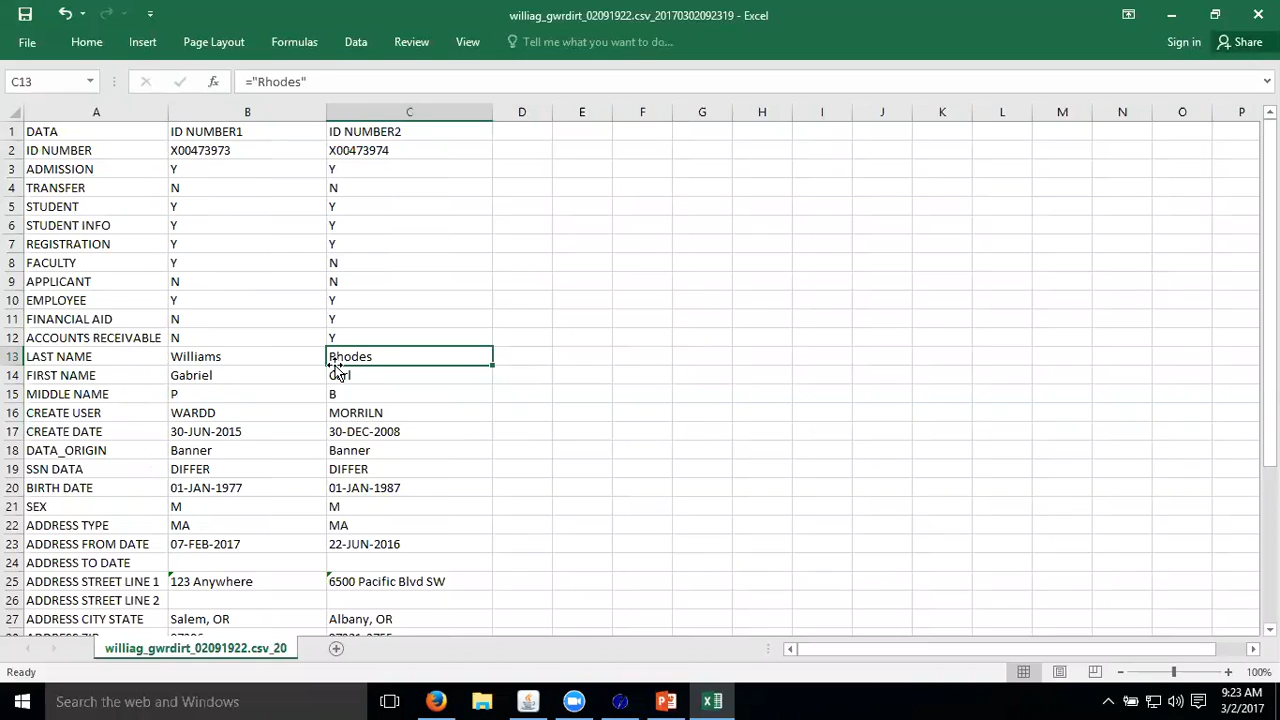 williag_gwrdirt_02091922.csv_20170302092319 - Excel
File Home Insert Page Layout Formulas Data Review View Tell me what you want to do... Sign in Share
C13 fx ="Rhodes"
A B C D E F G H I J K L M N O P
1 DATA ID NUMBER1 ID NUMBER2
2 ID NUMBER X00473973 X00473974
3 ADMISSION Y Y
4 TRANSFER N N
5 STUDENT Y Y
6 STUDENT INFO Y Y
7 REGISTRATION Y Y
8 FACULTY Y N
9 APPLICANT N N
10 EMPLOYEE Y Y
11 FINANCIAL AID N Y
12 ACCOUNTS RECEIVABLE N Y
13 LAST NAME Williams Rhodes
14 FIRST NAME Gabriel
15 MIDDLE NAME P B
16 CREATE USER WARDD MORRILN
17 CREATE DATE 30-JUN-2015 30-DEC-2008
18 DATA_ORIGIN Banner Banner
19 SSN DATA DIFFER DIFFER
20 BIRTH DATE 01-JAN-1977 01-JAN-1987
21 SEX M M
22 ADDRESS TYPE MA MA
23 ADDRESS FROM DATE 07-FEB-2017 22-JUN-2016
24 ADDRESS TO DATE
25 ADDRESS STREET LINE 1 123 Anywhere 6500 Pacific Blvd SW
26 ADDRESS STREET LINE 2
27 ADDRESS CITY STATE Salem, OR Albany, OR
williag_gwrdirt_02091922.csv_20
Ready 100%
Search the web and Windows
9:23 AM
3/2/2017